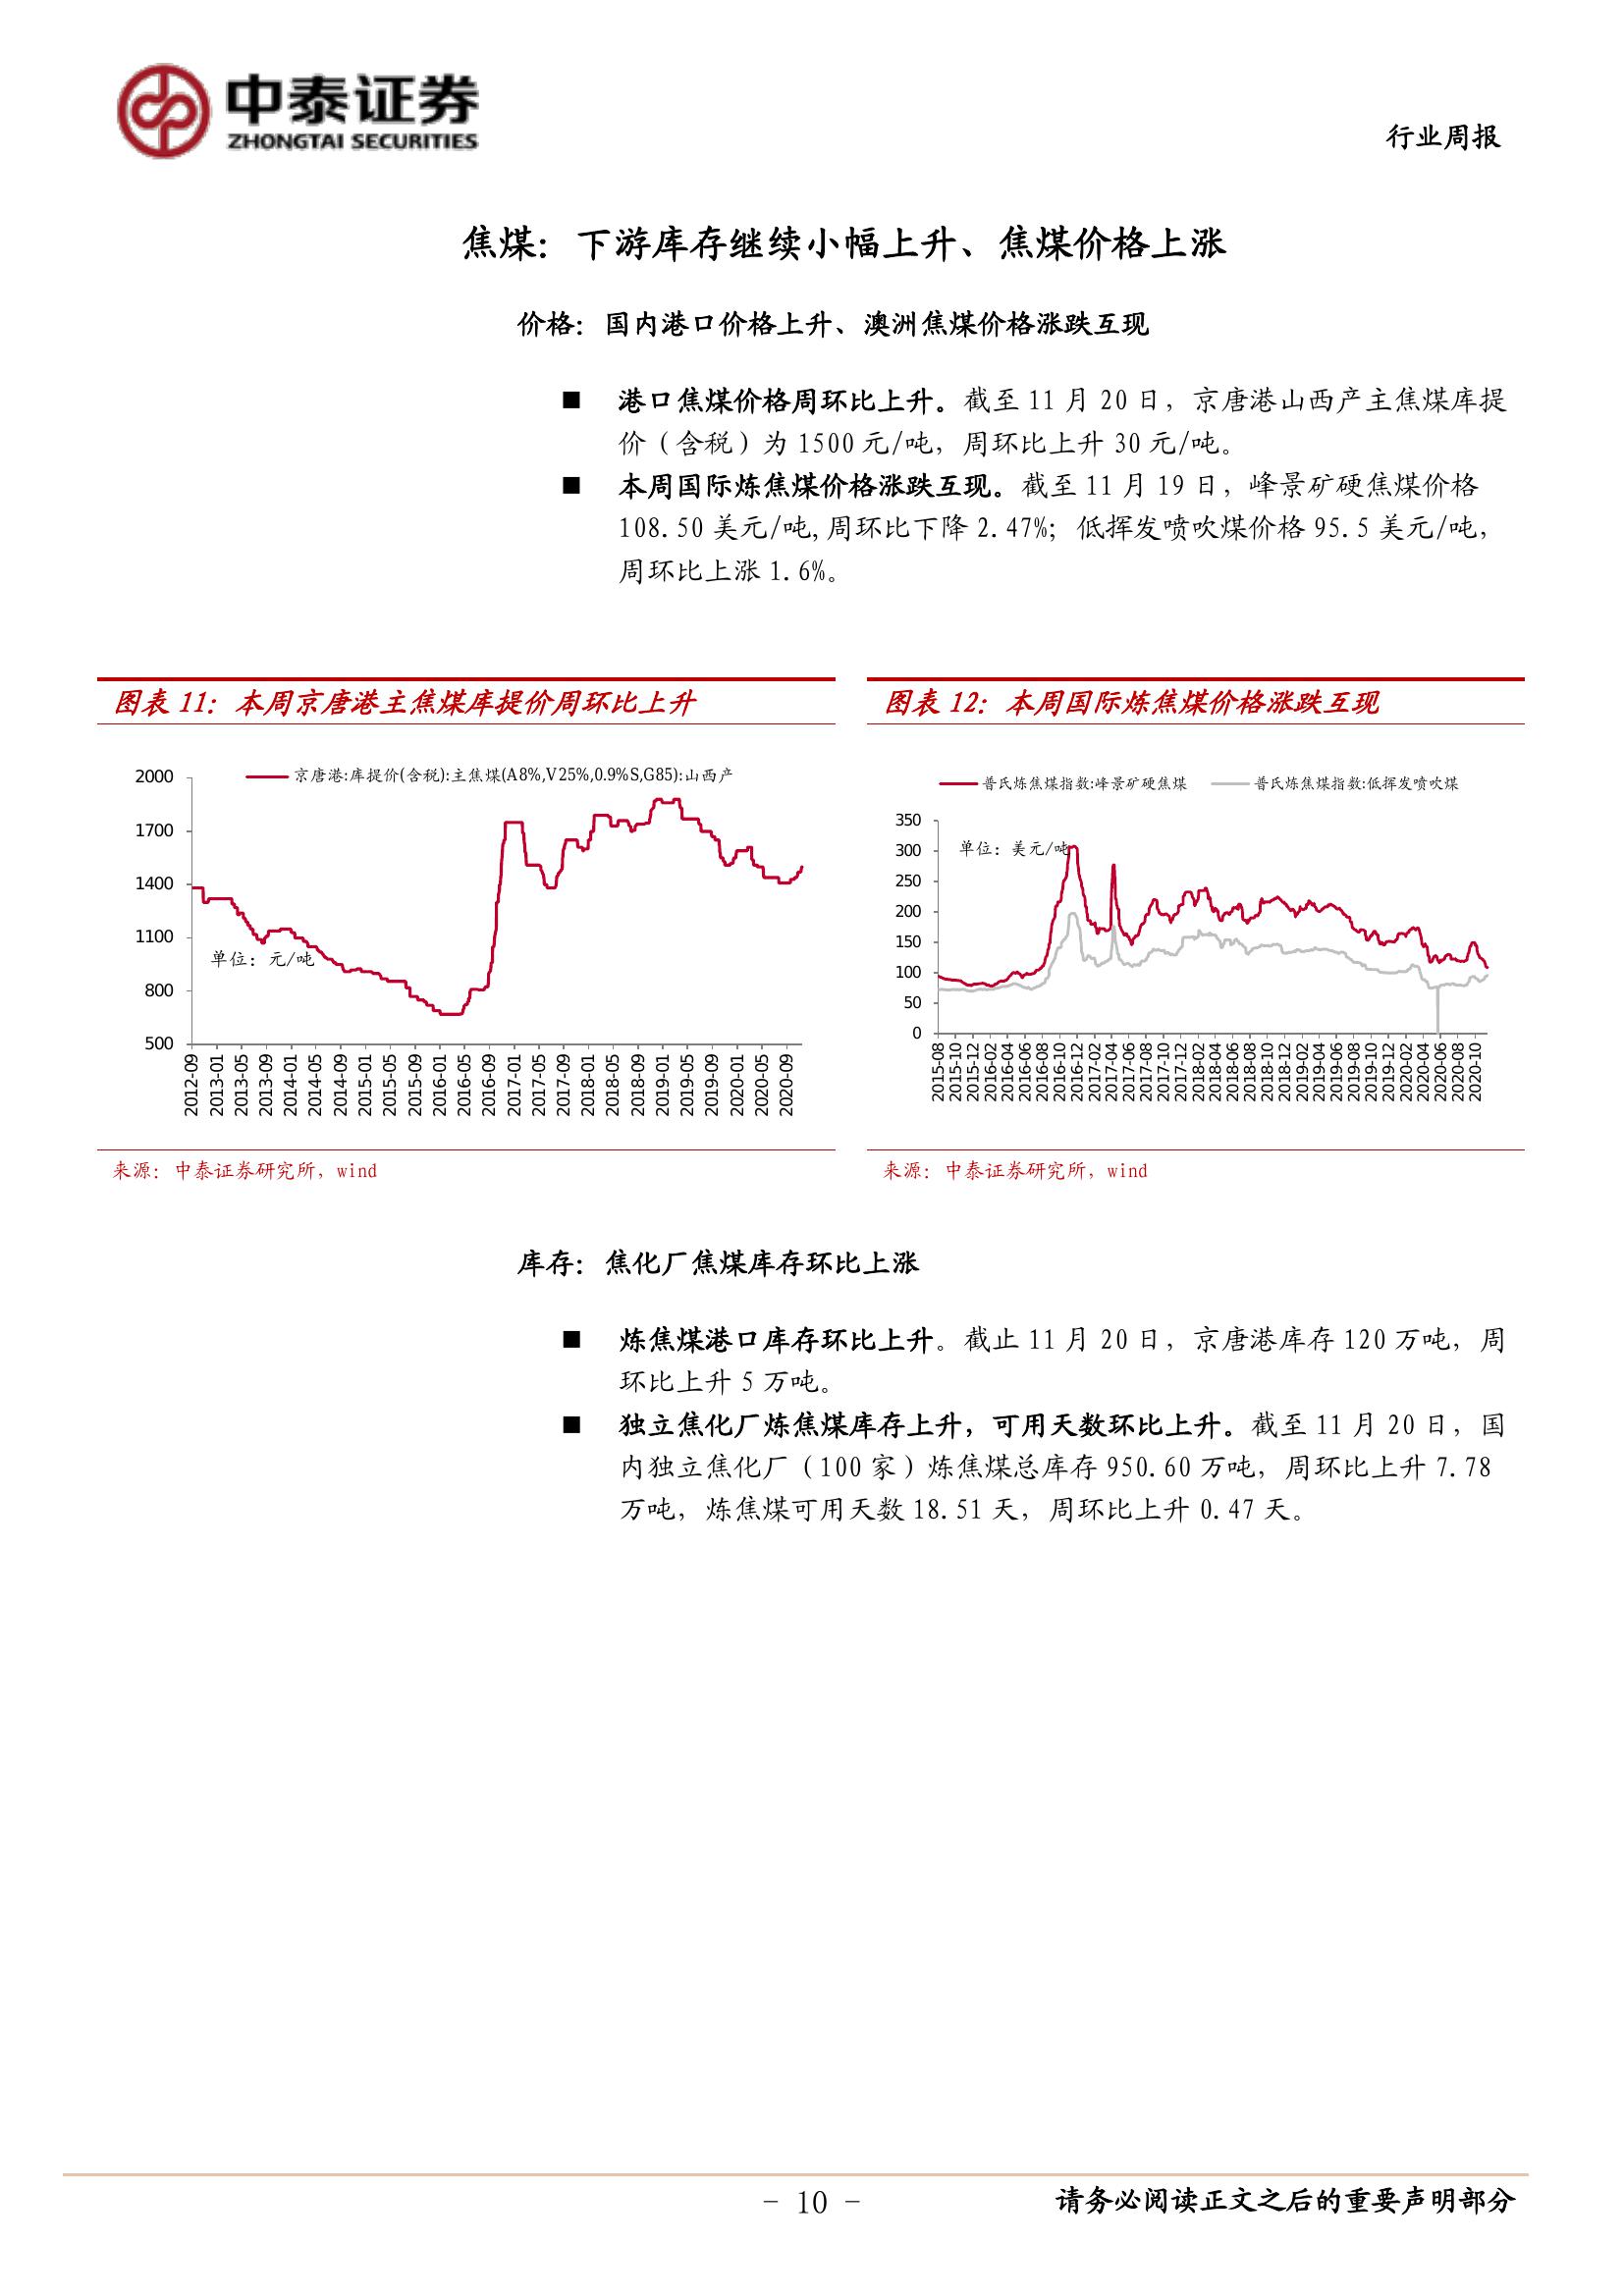 中泰证券
ZHONGTAI SECURITIES
行业周报
焦煤：下游库存继续小幅上升、焦煤价格上涨
价格：国内港口价格上升、澳洲焦煤价格涨跌互现
■ 港口焦煤价格周环比上升。截至 11 月 20 日，京唐港山西产主焦煤库提
价（含税）为 1500 元/吨，周环比上升 30 元/吨。
■ 本周国际炼焦煤价格涨跌互现。截至 11 月 19 日，峰景矿硬焦煤价格
108.50 美元/吨,周环比下降 2.47%；低挥发喷吹煤价格 95.5 美元/吨，
周环比上涨 1.6%。
图表 11：本周京唐港主焦煤库提价周环比上升
京唐港:库提价(含税):主焦煤(A8%,V25%,0.9%S,G85):山西产
2000
1700
1400
1100
800
500
单位：元/吨
2012-09
2013-01
2013-05
2013-09
2014-01
2014-05
2014-09
2015-01
2015-05
2015-09
2016-01
2016-05
2016-09
2017-01
2017-05
2017-09
2018-01
2018-05
2018-09
2019-01
2019-05
2019-09
2020-01
2020-05
2020-09
来源：中泰证券研究所，wind
图表 12：本周国际炼焦煤价格涨跌互现
普氏炼焦煤指数:峰景矿硬焦煤
普氏炼焦煤指数:低挥发喷吹煤
350
300
250
200
150
100
50
0
单位：美元/吨
2015-08
2015-10
2015-12
2016-02
2016-04
2016-06
2016-08
2016-10
2016-12
2017-02
2017-04
2017-06
2017-08
2017-10
2017-12
2018-02
2018-04
2018-06
2018-08
2018-10
2018-12
2019-02
2019-04
2019-06
2019-08
2019-10
2019-12
2020-02
2020-04
2020-06
2020-08
2020-10
来源：中泰证券研究所，wind
库存：焦化厂焦煤库存环比上涨
■ 炼焦煤港口库存环比上升。截止 11 月 20 日，京唐港库存 120 万吨，周
环比上升 5 万吨。
■ 独立焦化厂炼焦煤库存上升，可用天数环比上升。截至 11 月 20 日，国
内独立焦化厂（100 家）炼焦煤总库存 950.60 万吨，周环比上升 7.78
万吨，炼焦煤可用天数 18.51 天，周环比上升 0.47 天。
- 10 -
请务必阅读正文之后的重要声明部分